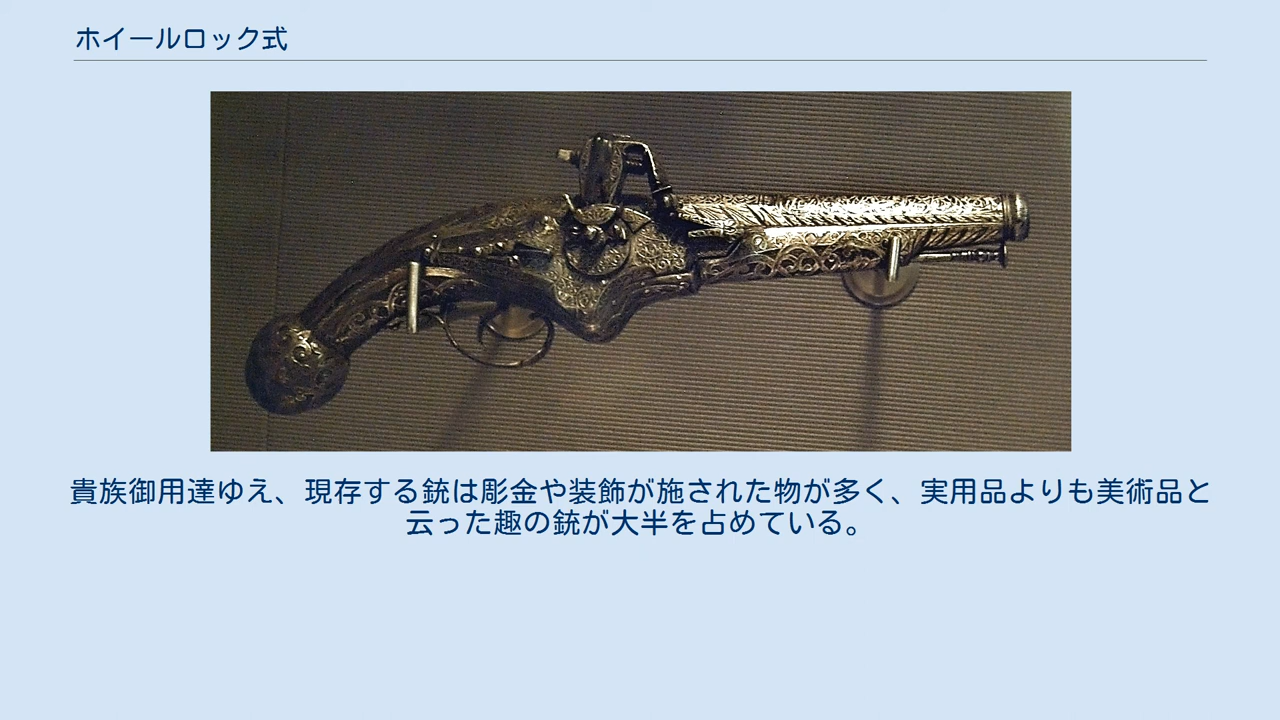 ホイールロック式
貴族御用達ゆえ、現存する銃は彫金や装飾が施された物が多く、実用品よりも美術品と
云った趣の銃が大半を占めている。